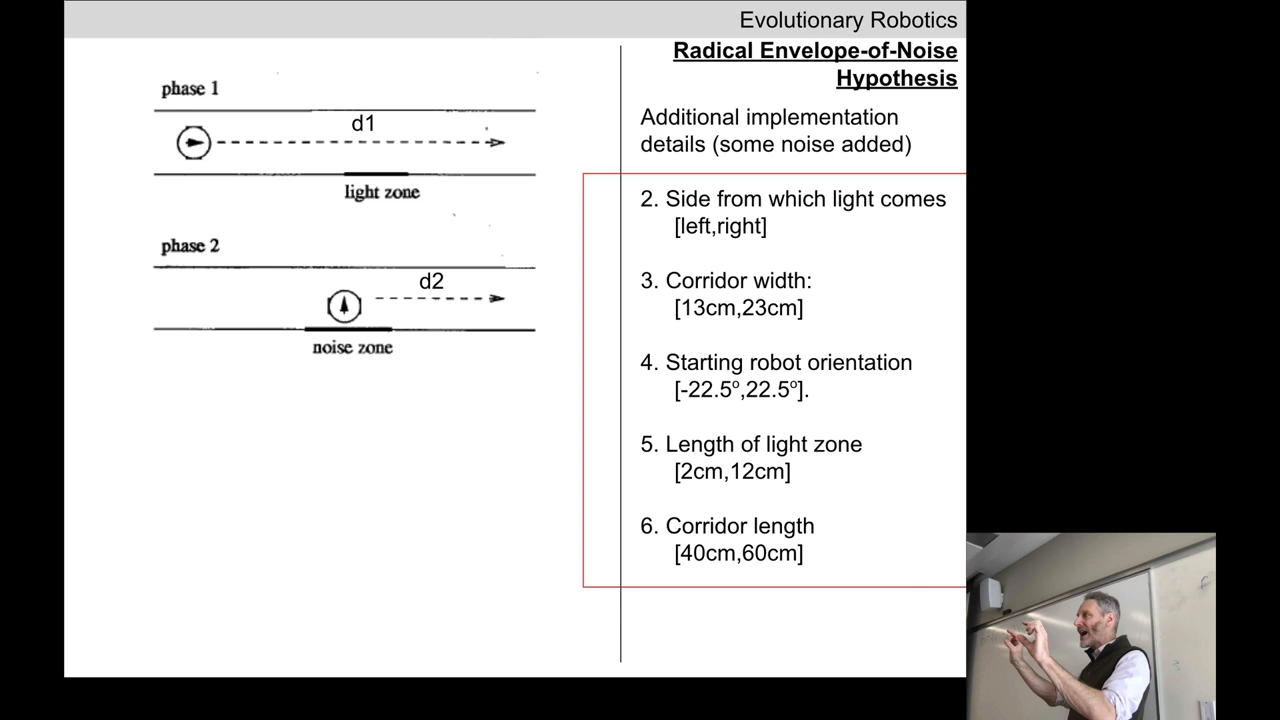 Evolutionary Robotics
Radical Envelope-of-Noise
Hypothesis
phase 1
d1
light zone
phase 2
d2
noise zone
Additional implementation
details (some noise added)
2. Side from which light comes
[left,right]
3. Corridor width:
[13cm,23cm]
4. Starting robot orientation
[-22.5º,22.5º].
5. Length of light zone
[2cm,12cm]
6. Corridor length
[40cm,60cm]